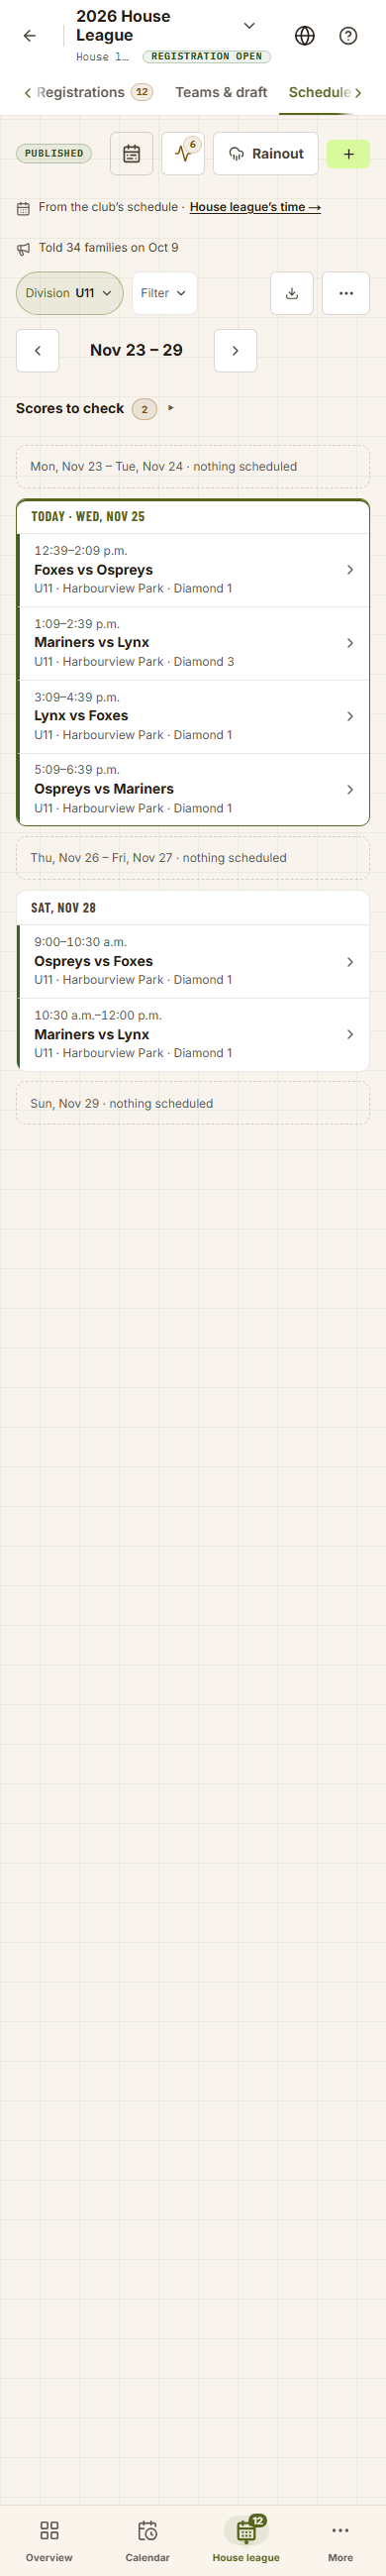 2026 House
League
House l…
REGISTRATION OPEN
Registrations 12 Teams & draft Schedule
PUBLISHED
6
Rainout
+
From the club's schedule · House league's time →
Told 34 families on Oct 9
Division U11 Filter
Nov 23 – 29
Scores to check 2
Mon, Nov 23 – Tue, Nov 24 · nothing scheduled
TODAY · WED, NOV 25
12:39–2:09 p.m.
Foxes vs Ospreys
U11 · Harbourview Park · Diamond 1
1:09–2:39 p.m.
Mariners vs Lynx
U11 · Harbourview Park · Diamond 3
3:09–4:39 p.m.
Lynx vs Foxes
U11 · Harbourview Park · Diamond 1
5:09–6:39 p.m.
Ospreys vs Mariners
U11 · Harbourview Park · Diamond 1
Thu, Nov 26 – Fri, Nov 27 · nothing scheduled
SAT, NOV 28
9:00–10:30 a.m.
Ospreys vs Foxes
U11 · Harbourview Park · Diamond 1
10:30 a.m.–12:00 p.m.
Mariners vs Lynx
U11 · Harbourview Park · Diamond 1
Sun, Nov 29 · nothing scheduled
12
Overview Calendar House league More